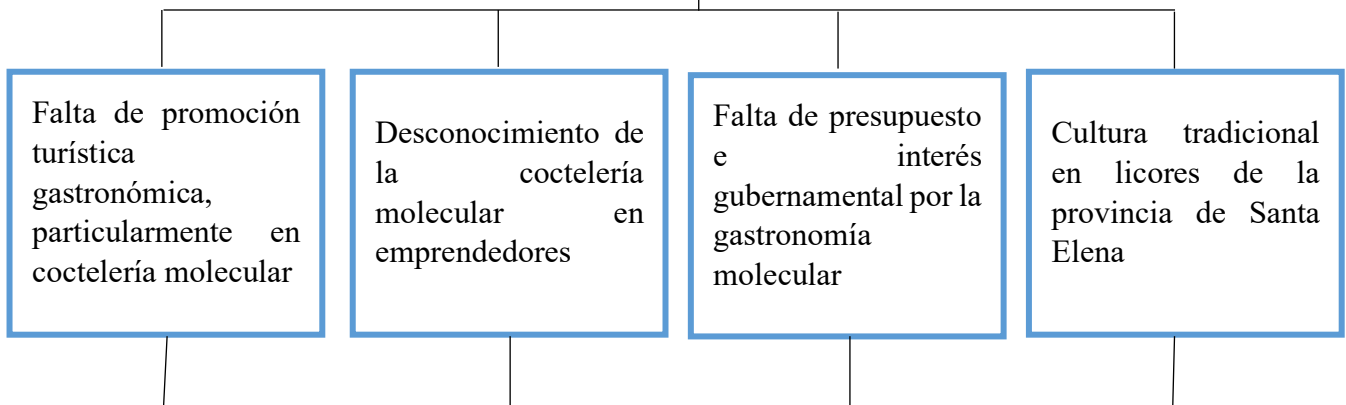 Falta de promoción
turística
gastronómica,
particularmente en
coctelería molecular
Desconocimiento de
la coctelería
molecular en
emprendedores
Falta de presupuesto
e interés
gubernamental por la
gastronomía
molecular
Cultura tradicional
en licores de la
provincia de Santa
Elena